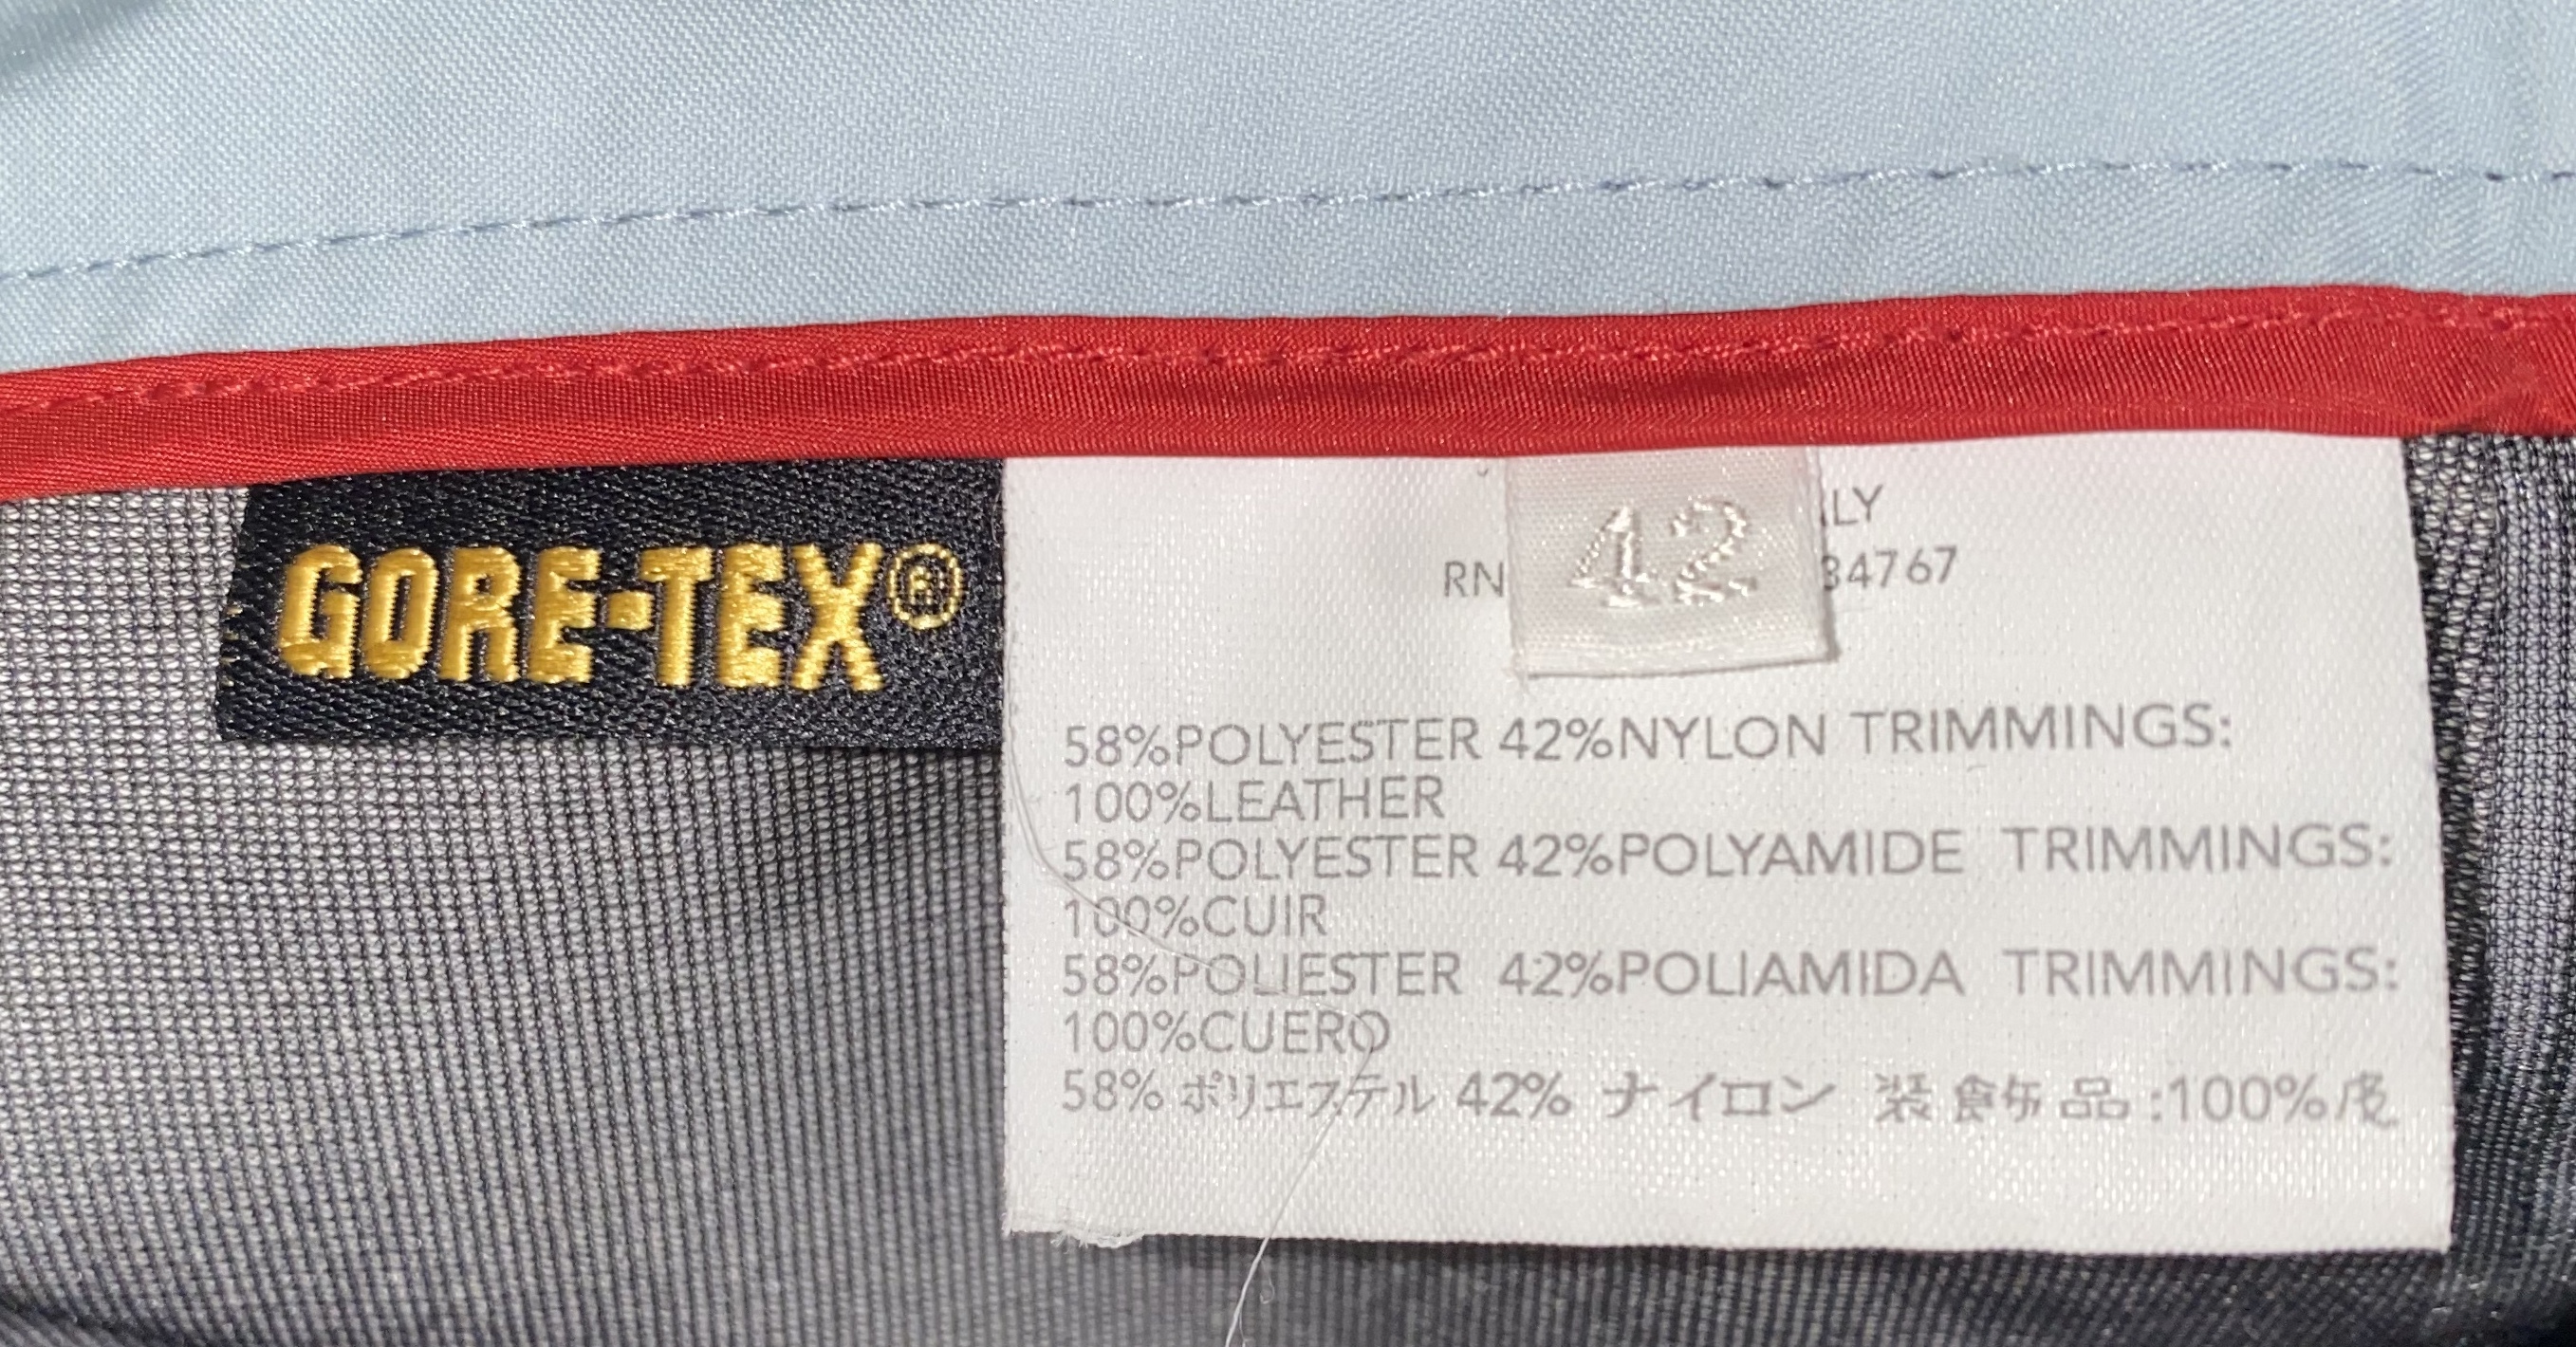 GORE-TEX®
42
LY
RN 34767
58%POLYESTER 42%NYLON TRIMMINGS:
100%LEATHER
58%POLYESTER 42%POLYAMIDE TRIMMINGS:
100%CUIR
58%POLIESTER 42%POLIAMIDA TRIMMINGS:
100%CUERO
58% ポリエステル 42% ナイロン 装飾品:100%